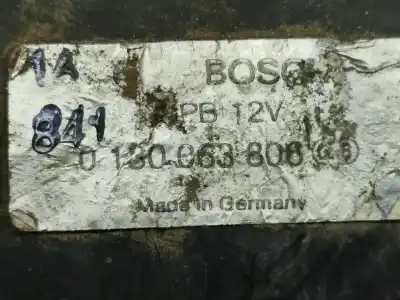 1A
BOSCH
841
PB 12V
0 130 063 806
Made in Germany